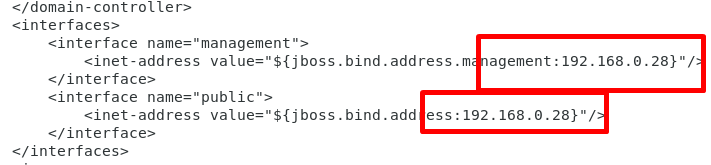 </domain-controller>
<interfaces>
<interface name="management">
<inet-address value="${jboss.bind.address.management:192.168.0.28}"/>
</interface>
<interface name="public">
<inet-address value="${jboss.bind.address:192.168.0.28}"/>
</interface>
</interfaces>